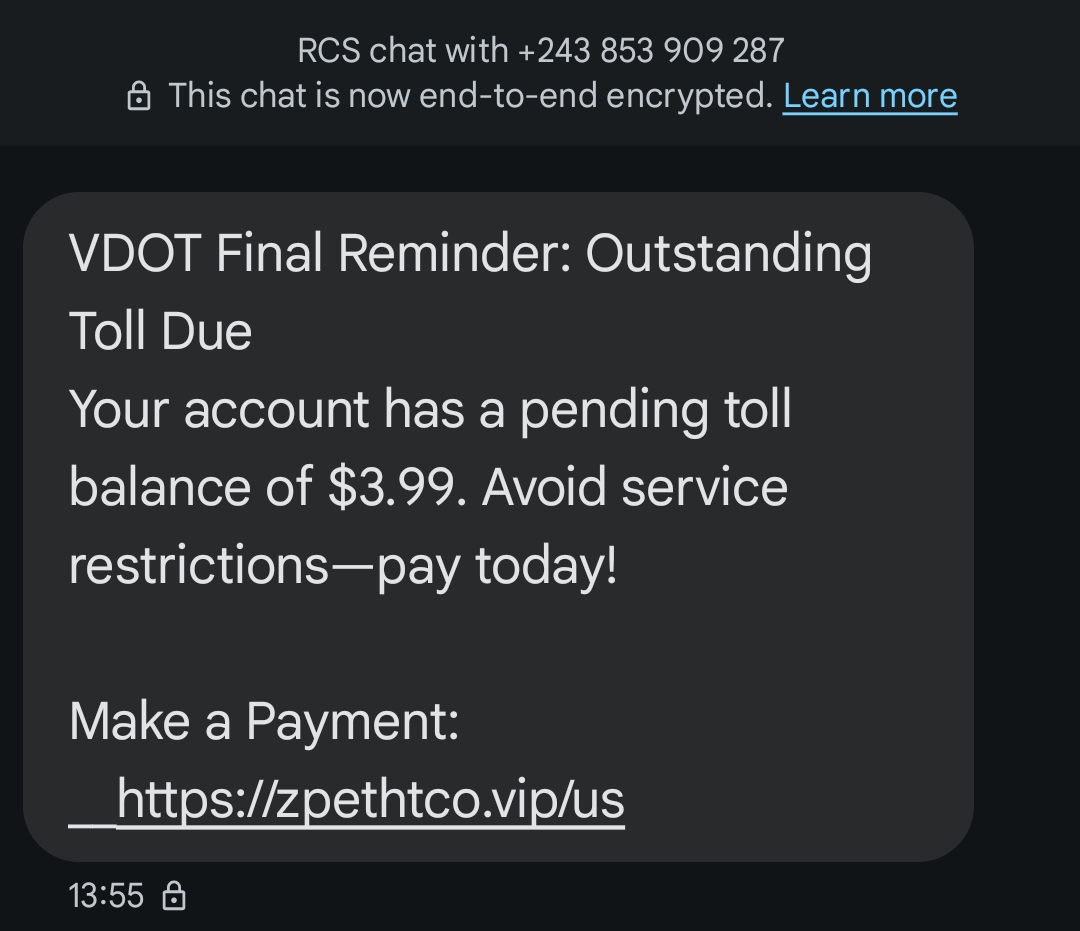 RCS chat with +243 853 909 287
This chat is now end-to-end encrypted. Learn more
VDOT Final Reminder: Outstanding
Toll Due
Your account has a pending toll
balance of $3.99. Avoid service
restrictions—pay today!
Make a Payment:
__https://zpethtco.vip/us
13:55